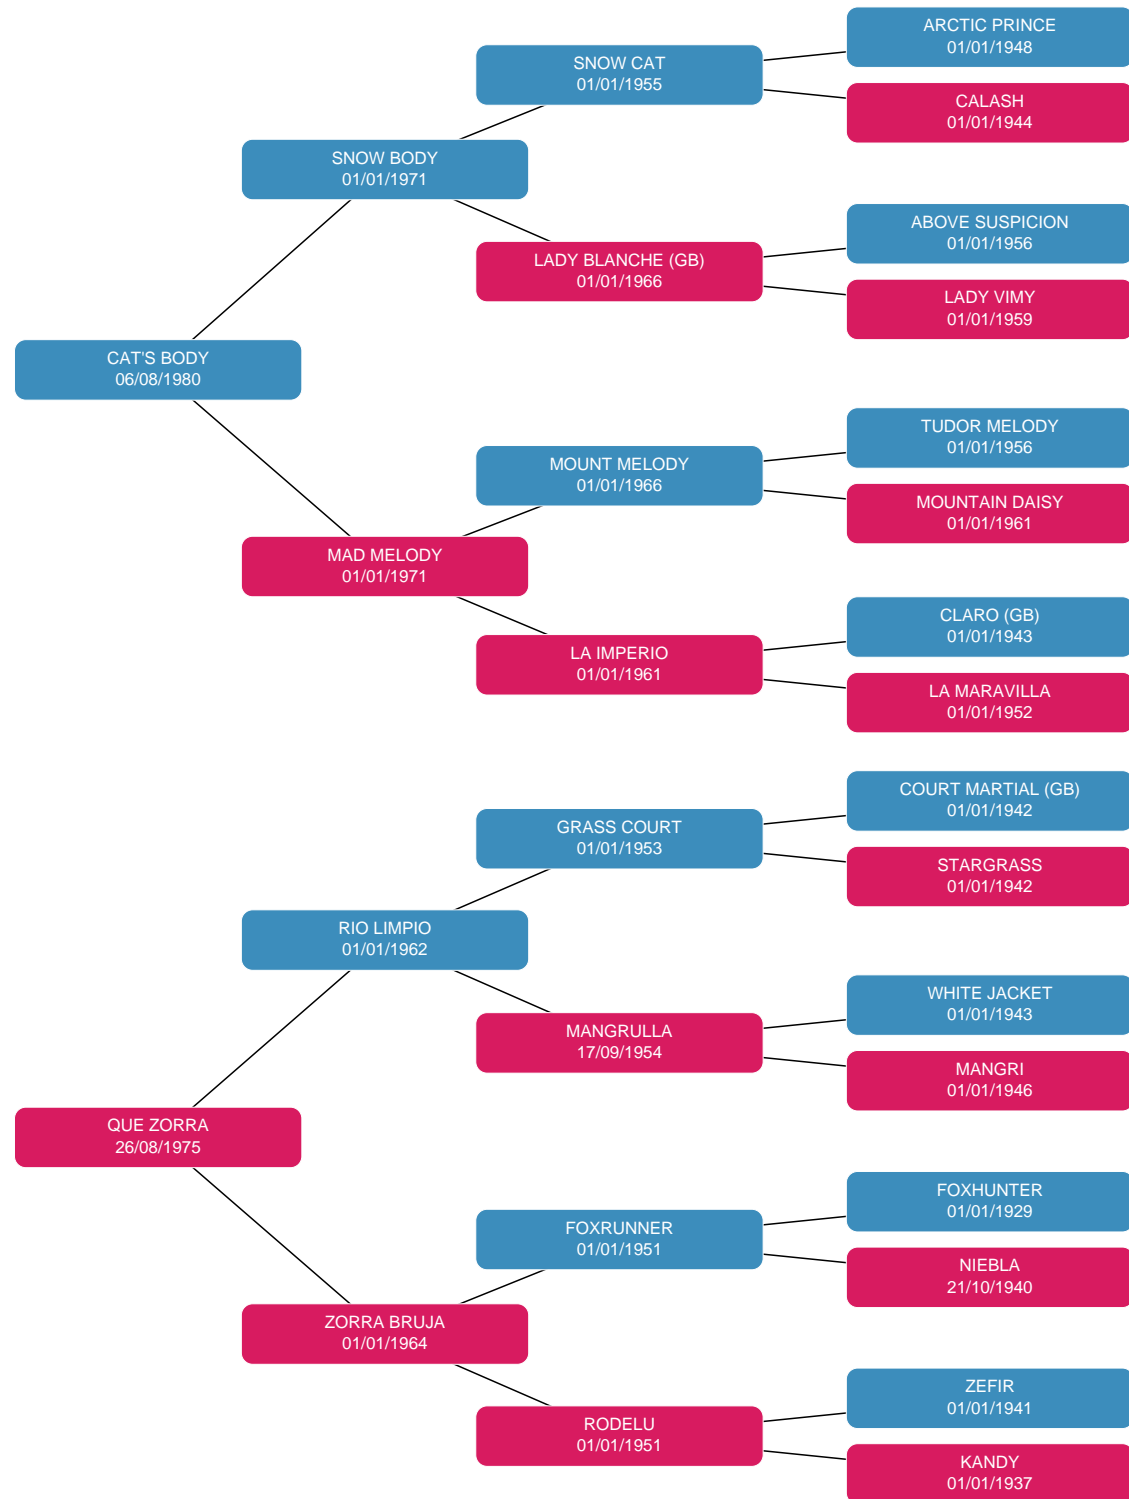 ARCTIC PRINCE
01/01/1948
SNOW CAT
01/01/1955
CALASH
01/01/1944
SNOW BODY
01/01/1971
ABOVE SUSPICION
01/01/1956
LADY BLANCHE (GB)
01/01/1966
LADY VIMY
01/01/1959
CAT'S BODY
06/08/1980
TUDOR MELODY
01/01/1956
MOUNT MELODY
01/01/1966
MOUNTAIN DAISY
01/01/1961
MAD MELODY
01/01/1971
CLARO (GB)
01/01/1943
LA IMPERIO
01/01/1961
LA MARAVILLA
01/01/1952
COURT MARTIAL (GB)
01/01/1942
GRASS COURT
01/01/1953
STARGRASS
01/01/1942
RIO LIMPIO
01/01/1962
WHITE JACKET
01/01/1943
MANGRULLA
17/09/1954
MANGRI
01/01/1946
QUE ZORRA
26/08/1975
FOXHUNTER
01/01/1929
FOXRUNNER
01/01/1951
NIEBLA
21/10/1940
ZORRA BRUJA
01/01/1964
ZEFIR
01/01/1941
RODELU
01/01/1951
KANDY
01/01/1937